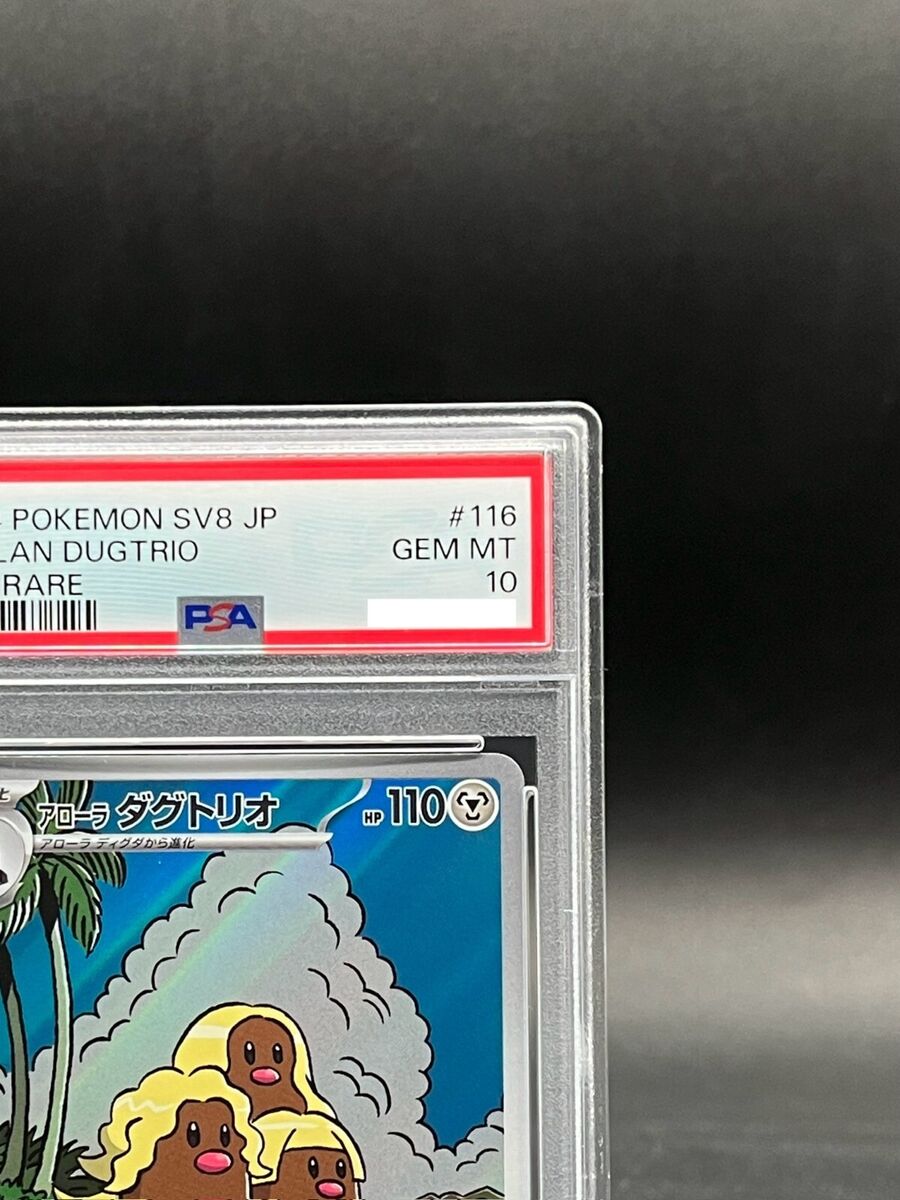 POKEMON SV8 JP #116
LAN DUGTRIO GEM MT
RARE 10
PSA
アローラ ダグトリオ HP 110
アローラ ディグダから進化